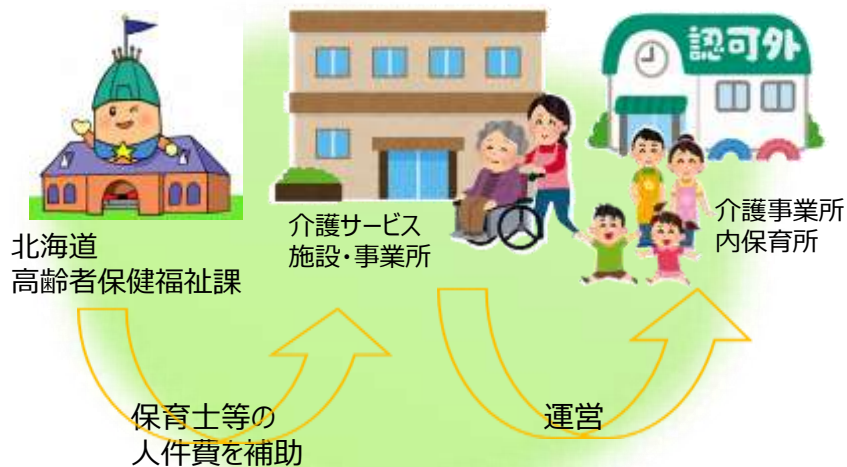 認可外
北海道
高齢者保健福祉課
介護サービス
施設・事業所
介護事業所
内保育所
保育士等の
人件費を補助
運営